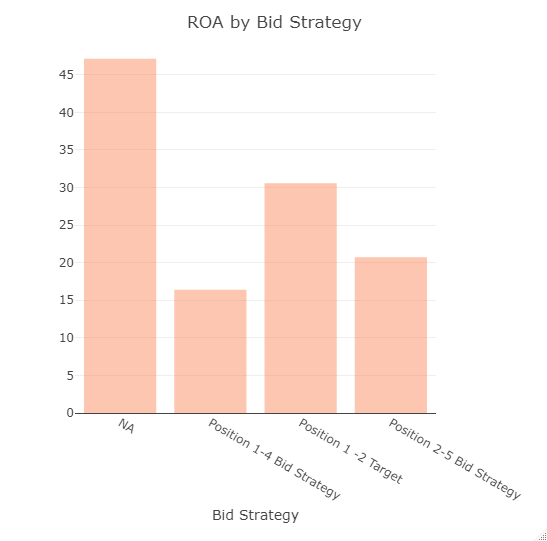 ROA by Bid Strategy
45
40
35
30
25
20
15
10
5
0
NA
Position 1-4 Bid Strategy
Position 1 -2 Target
Position 2-5 Bid Strategy
Bid Strategy